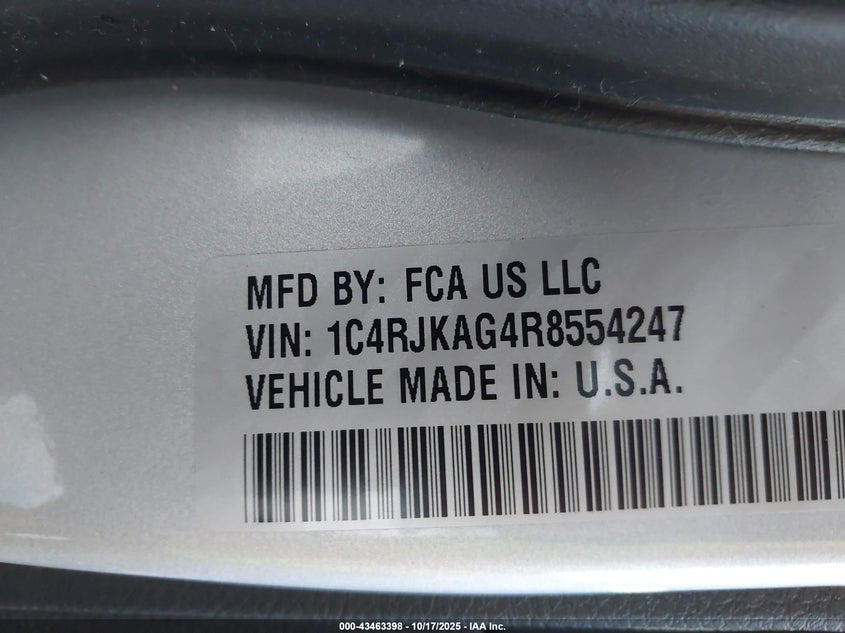 MFD BY: FCA US LLC
VIN: 1C4RJKAG4R8554247
VEHICLE MADE IN: U.S.A.
000-43463398 - 10/17/2025 - IAA Inc.